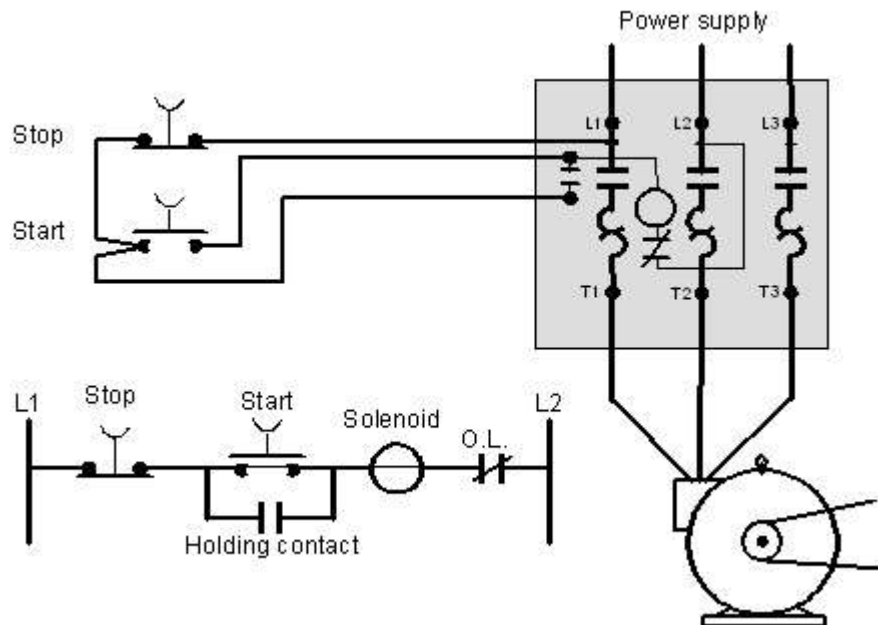 Power supply
L1
L2
L3
Stop
Start
T1
T2
T3
L1
Stop
Start
Solenoid
O.L.
L2
Holding contact